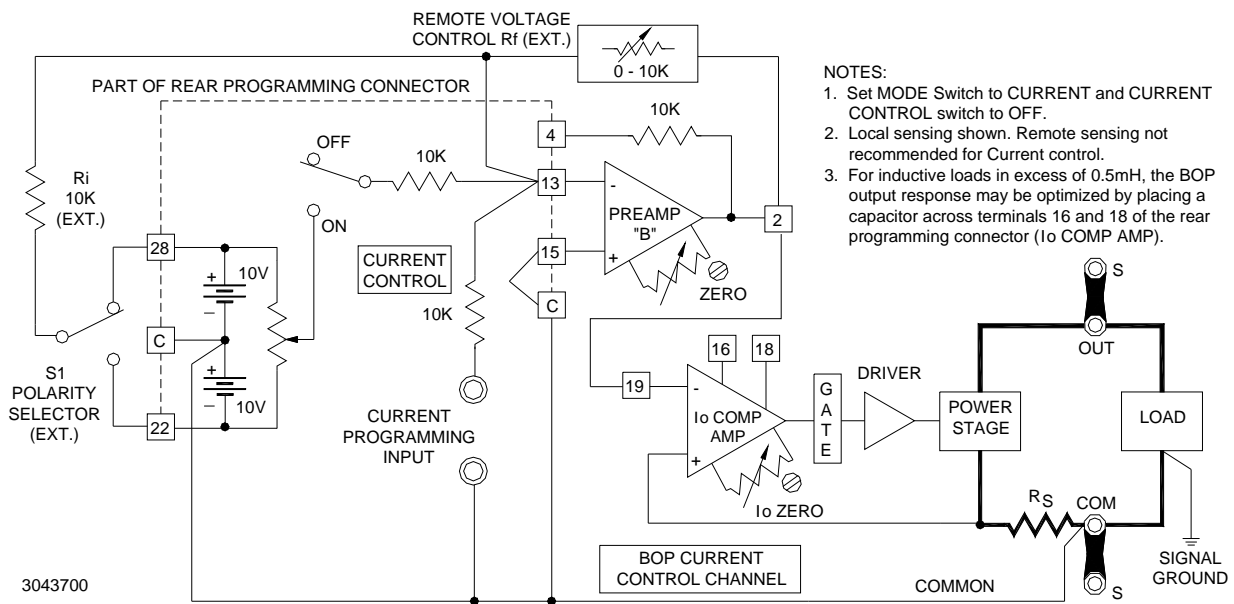 REMOTE VOLTAGE
CONTROL Rf (EXT.)
0 - 10K
PART OF REAR PROGRAMMING CONNECTOR
NOTES:
1. Set MODE Switch to CURRENT and CURRENT
CONTROL switch to OFF.
2. Local sensing shown. Remote sensing not
recommended for Current control.
3. For inductive loads in excess of 0.5mH, the BOP
output response may be optimized by placing a
capacitor across terminals 16 and 18 of the rear
programming connector (Io COMP AMP).
4
10K
OFF
10K
13
-
PREAMP
"B"
+
2
ZERO
15
C
ON
CURRENT
CONTROL
10K
Ri
10K
(EXT.)
28
+
10V
–
C
+
10V
–
22
S1
POLARITY
SELECTOR
(EXT.)
CURRENT
PROGRAMMING
INPUT
16
18
19
-
Io COMP
AMP
+
Io ZERO
GATE
DRIVER
POWER
STAGE
S
OUT
LOAD
RS
COM
S
SIGNAL
GROUND
BOP CURRENT
CONTROL CHANNEL
COMMON
3043700